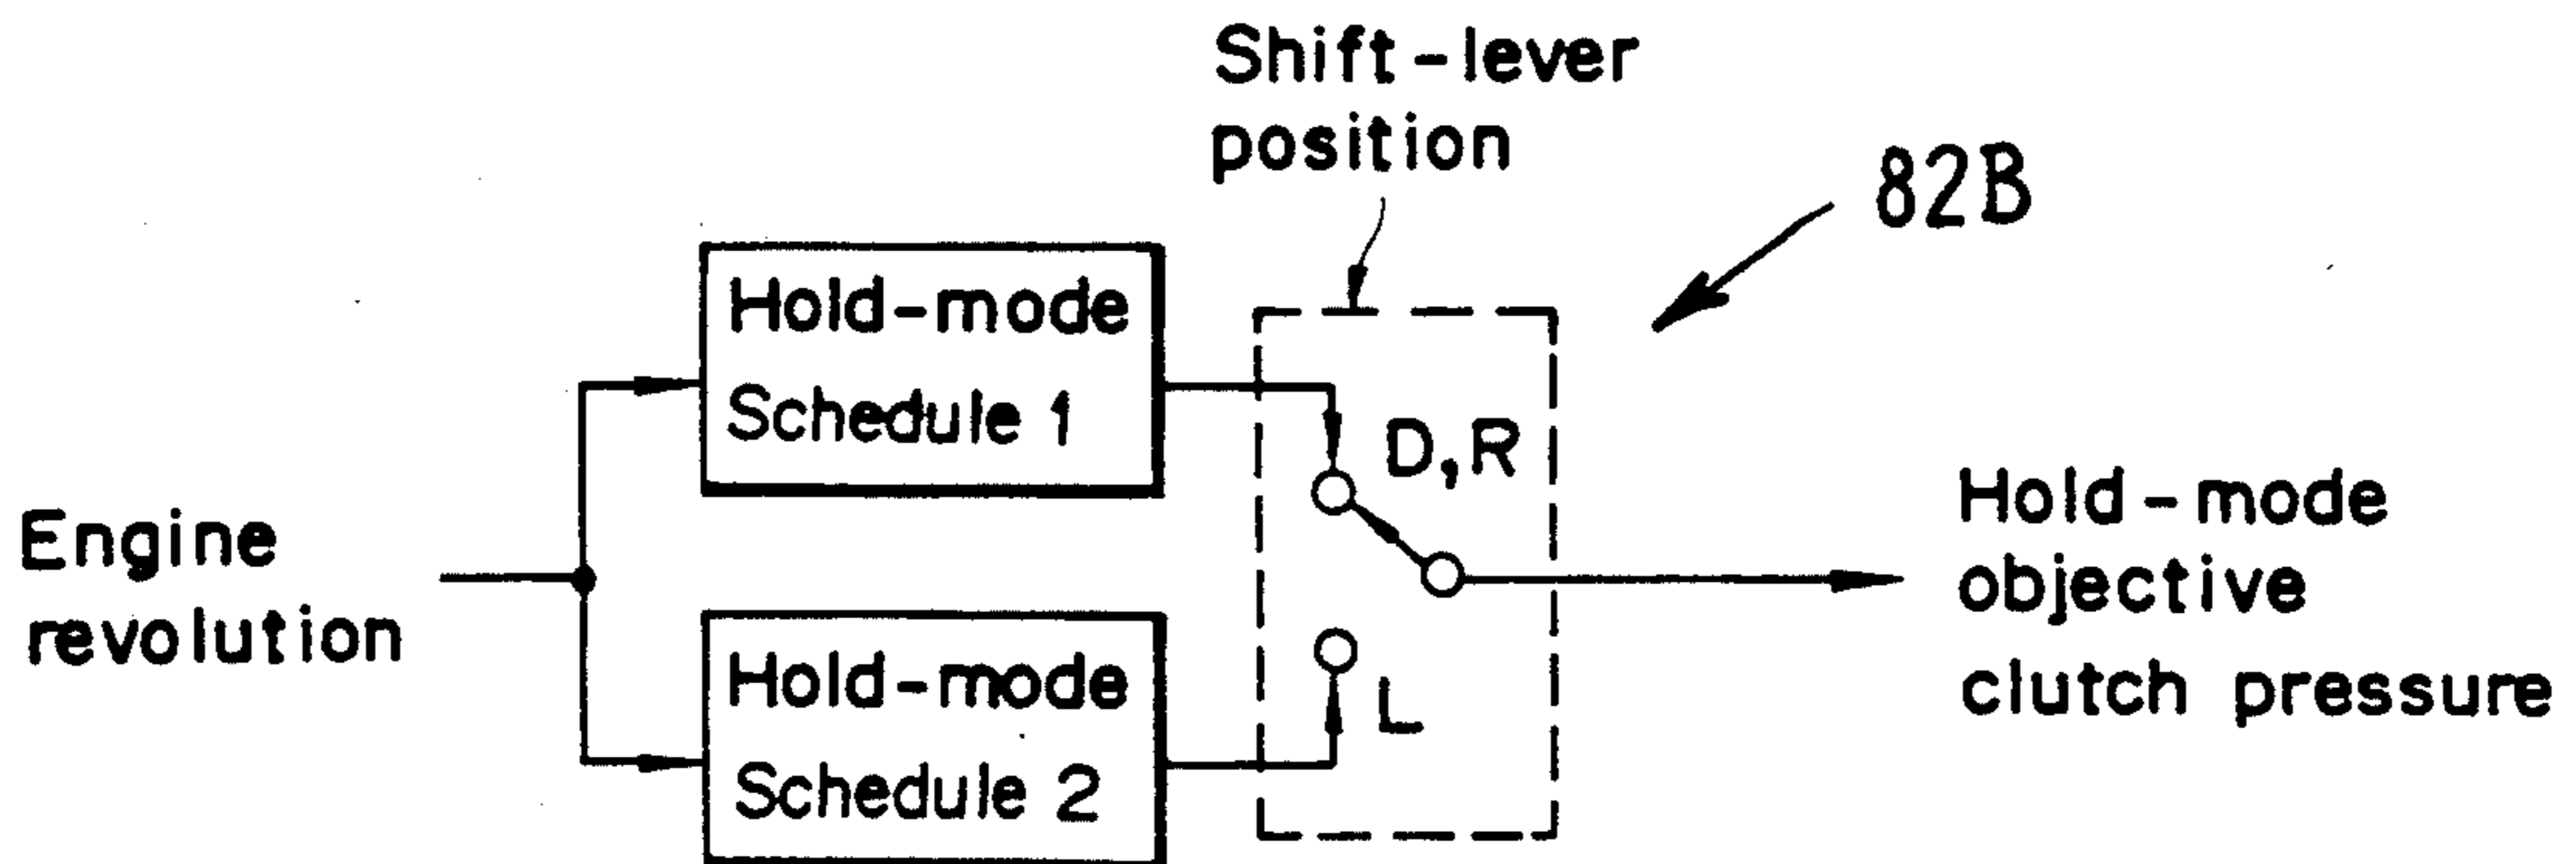 Shift-lever
position
82B
Hold-mode
Schedule 1
D,R
Engine
revolution
Hold-mode
objective
clutch pressure
Hold-mode
Schedule 2
L